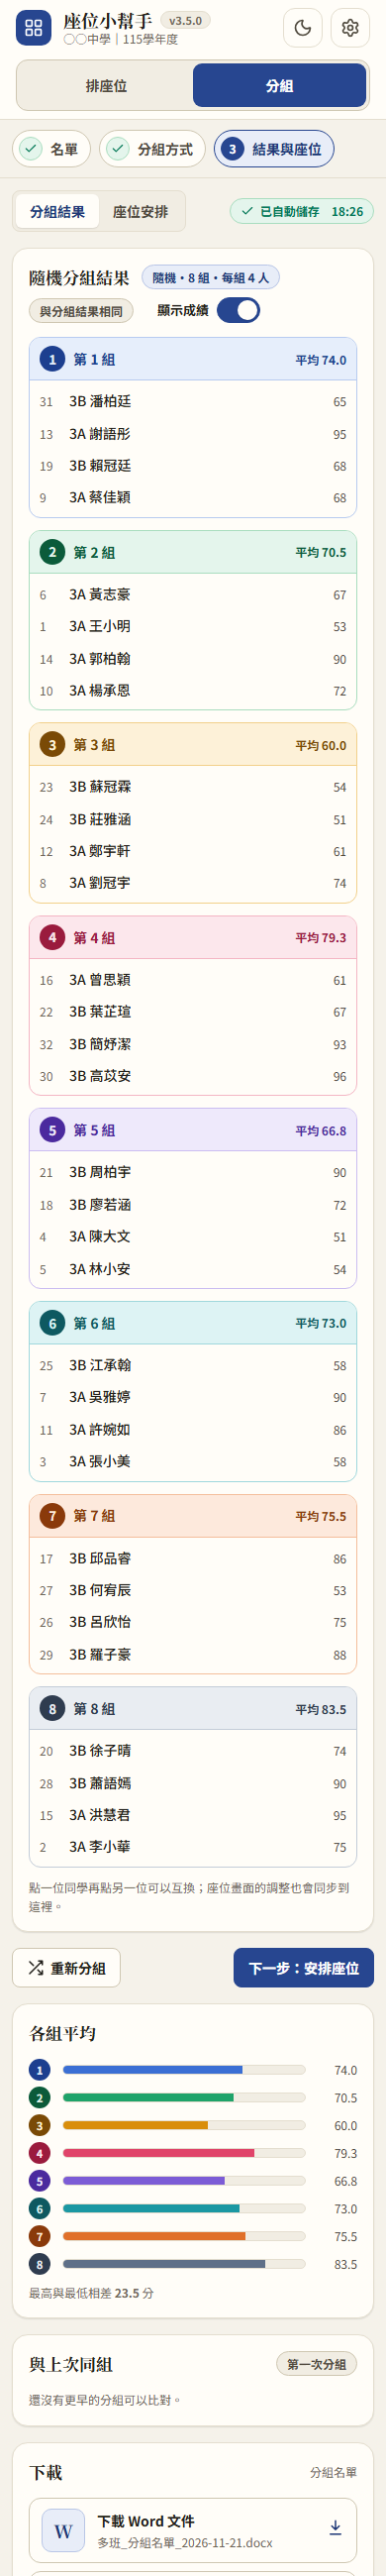 座位小幫手 v3.5.0
〇〇中學｜115學年度
排座位 分組
名單 分組方式 3 結果與座位
分組結果 座位安排 已自動儲存 18:26
隨機分組結果 隨機・8 組・每組 4 人
與分組結果相同 顯示成績
1 第 1 組 平均 74.0
31 3B 潘柏廷 65
13 3A 謝語彤 95
19 3B 賴冠廷 68
9 3A 蔡佳穎 68
2 第 2 組 平均 70.5
6 3A 黃志豪 67
1 3A 王小明 53
14 3A 郭柏翰 90
10 3A 楊承恩 72
3 第 3 組 平均 60.0
23 3B 蘇冠霖 54
24 3B 莊雅涵 51
12 3A 鄭宇軒 61
8 3A 劉冠宇 74
4 第 4 組 平均 79.3
16 3A 曾思穎 61
22 3B 葉芷瑄 67
32 3B 簡妤潔 93
30 3B 高苡安 96
5 第 5 組 平均 66.8
21 3B 周柏宇 90
18 3B 廖若涵 72
4 3A 陳大文 51
5 3A 林小安 54
6 第 6 組 平均 73.0
25 3B 江承翰 58
7 3A 吳雅婷 90
11 3A 許婉如 86
3 3A 張小美 58
7 第 7 組 平均 75.5
17 3B 邱品睿 86
27 3B 何宥辰 53
26 3B 呂欣怡 75
29 3B 羅子豪 88
8 第 8 組 平均 83.5
20 3B 徐子晴 74
28 3B 蕭語嫣 90
15 3A 洪慧君 95
2 3A 李小華 75
點一位同學再點另一位可以互換；座位畫面的調整也會同步到
這裡。
重新分組 下一步：安排座位
各組平均
1 74.0
2 70.5
3 60.0
4 79.3
5 66.8
6 73.0
7 75.5
8 83.5
最高與最低相差 23.5 分
與上次同組 第一次分組
還沒有更早的分組可以比對。
下載 分組名單
W 下載 Word 文件
多班_分組名單_2026-11-21.docx